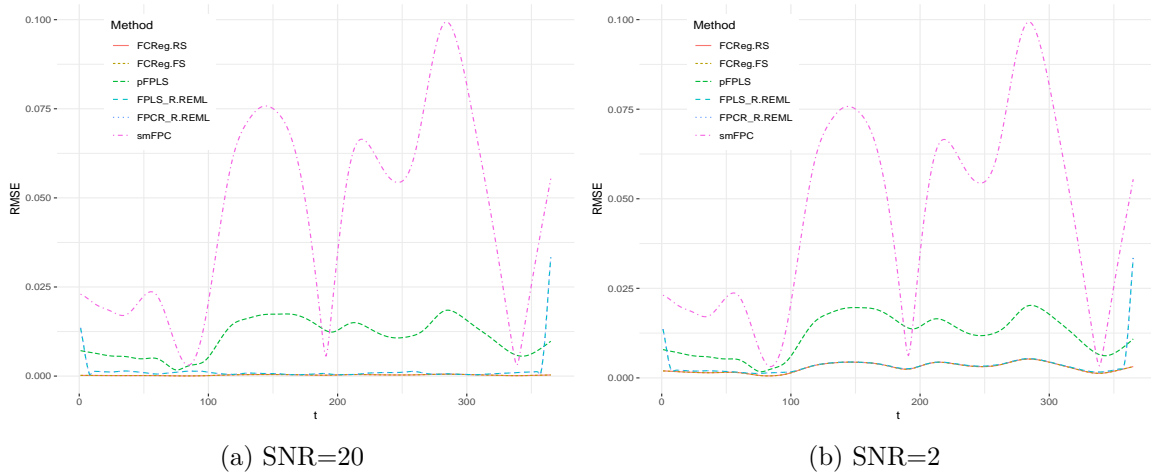 Method
FCReg.RS
FCReg.FS
pFPLS
FPLS_R.REML
FPCR_R.REML
smFPC
RMSE
0.100
0.075
0.050
0.025
0.000
0
100
200
300
t
(a) SNR=20
Method
FCReg.RS
FCReg.FS
pFPLS
FPLS_R.REML
FPCR_R.REML
smFPC
RMSE
0.100
0.075
0.050
0.025
0.000
0
100
200
300
t
(b) SNR=2